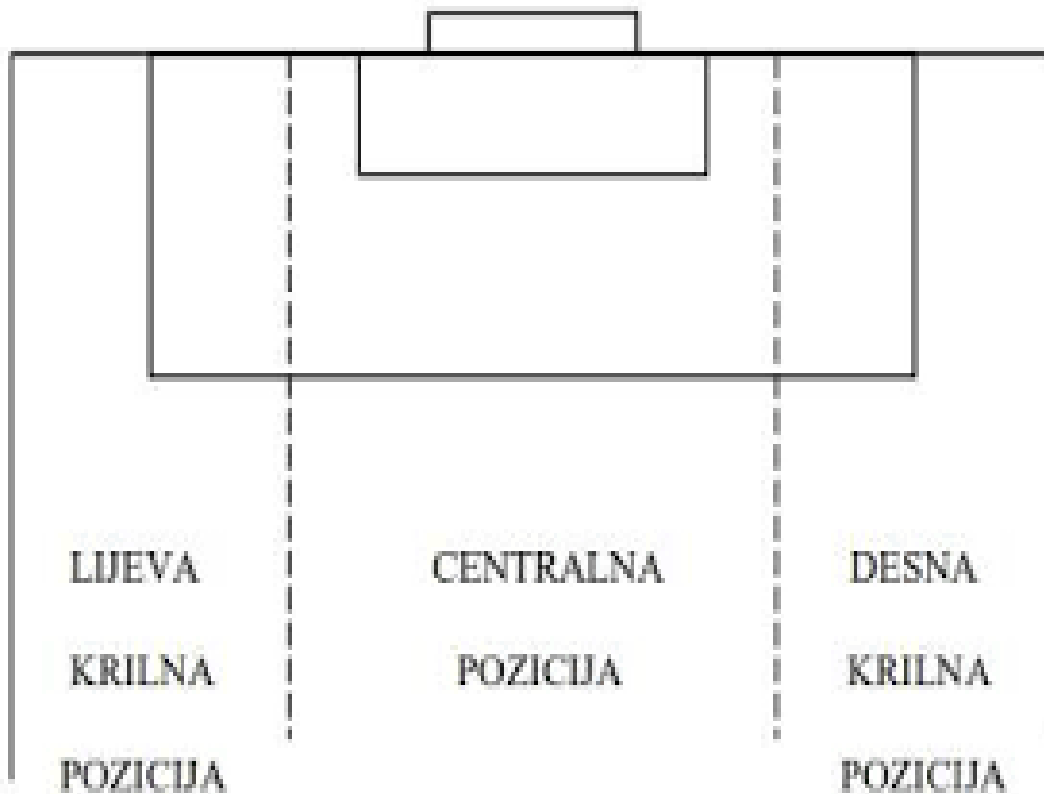 LIJEVA
KRILNA
POZICIJA
CENTRALNA
POZICIJA
DESNA
KRILNA
POZICIJA